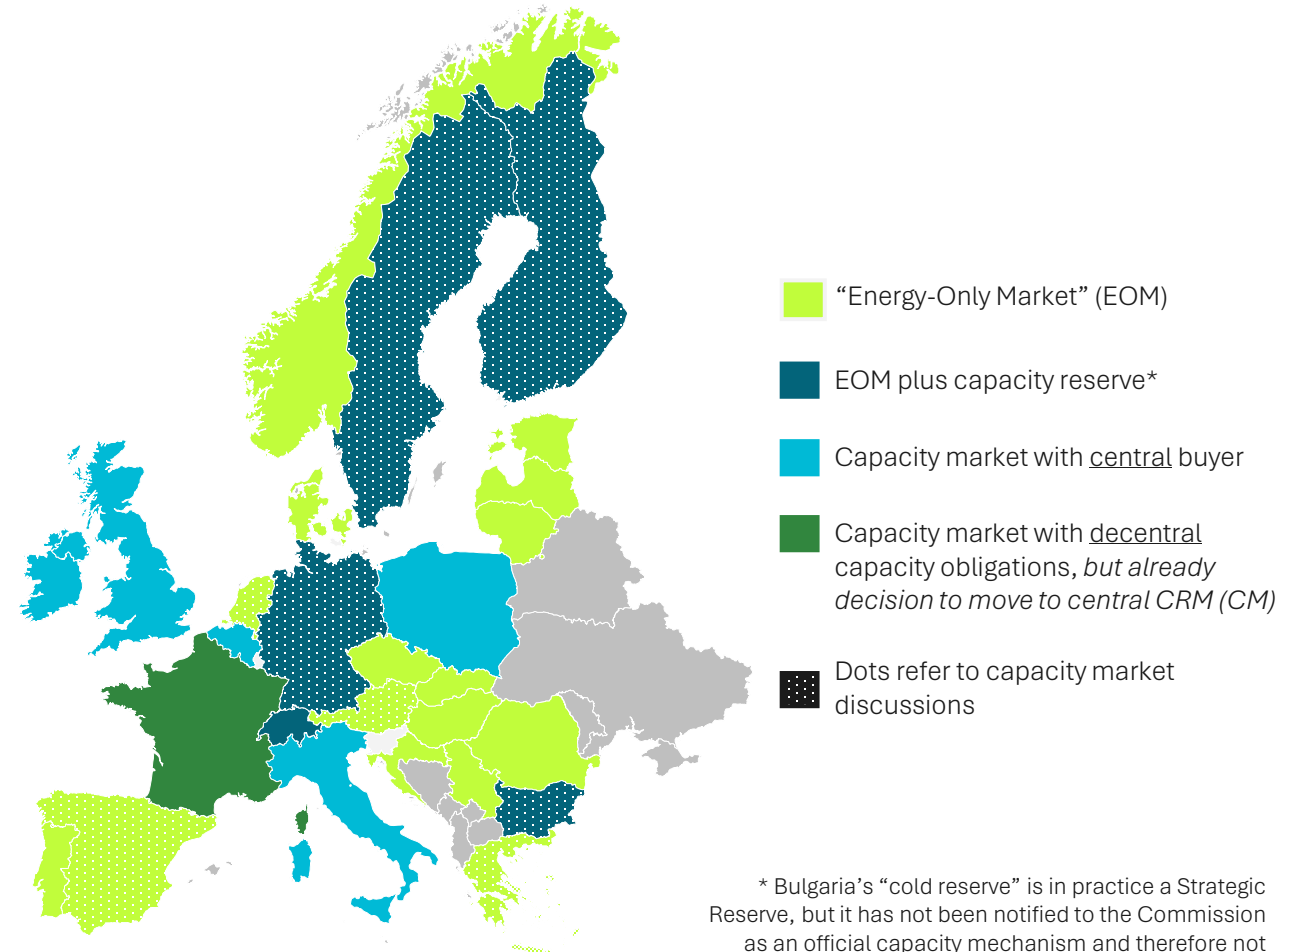 “Energy-Only Market” (EOM)
EOM plus capacity reserve*
Capacity market with central buyer
Capacity market with decentral
capacity obligations, but already
decision to move to central CRM (CM)
Dots refer to capacity market
discussions
* Bulgaria’s “cold reserve” is in practice a Strategic
Reserve, but it has not been notified to the Commission
as an official capacity mechanism and therefore not